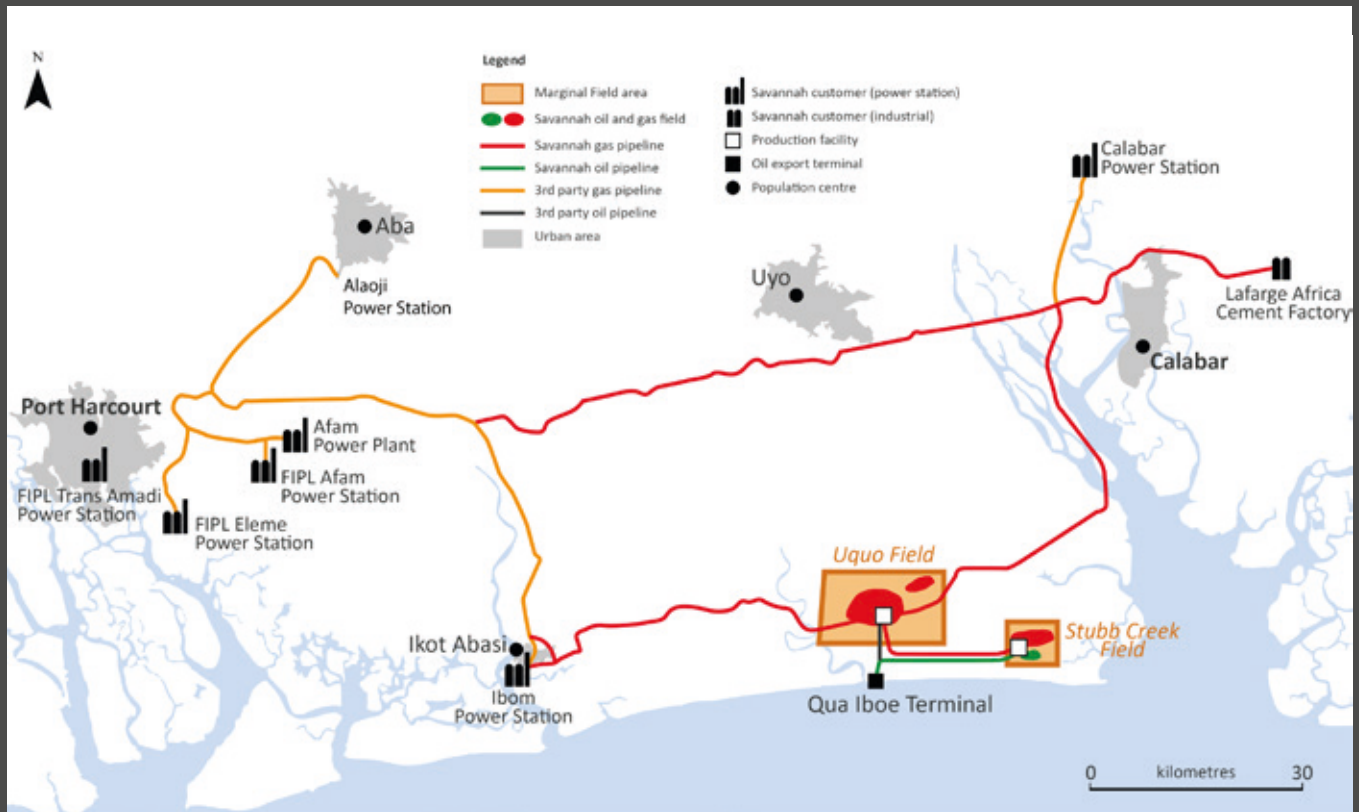 N
Legend
Marginal Field area
Savannah oil and gas field
Savannah gas pipeline
Savannah oil pipeline
3rd party gas pipeline
3rd party oil pipeline
Urban area
Savannah customer (power station)
Savannah customer (industrial)
Production facility
Oil export terminal
Population centre
Calabar
Power Station
Aba
Alaoji
Power Station
Uyo
Lafarge Africa
Cement Factory
Calabar
Port Harcourt
Afam
Power Plant
FIPL Afam
Power Station
FIPL Trans Amadi
Power Station
FIPL Eleme
Power Station
Uquo Field
Stubb Creek
Field
Ikot Abasi
Ibom
Power Station
Qua Iboe Terminal
0 kilometres 30